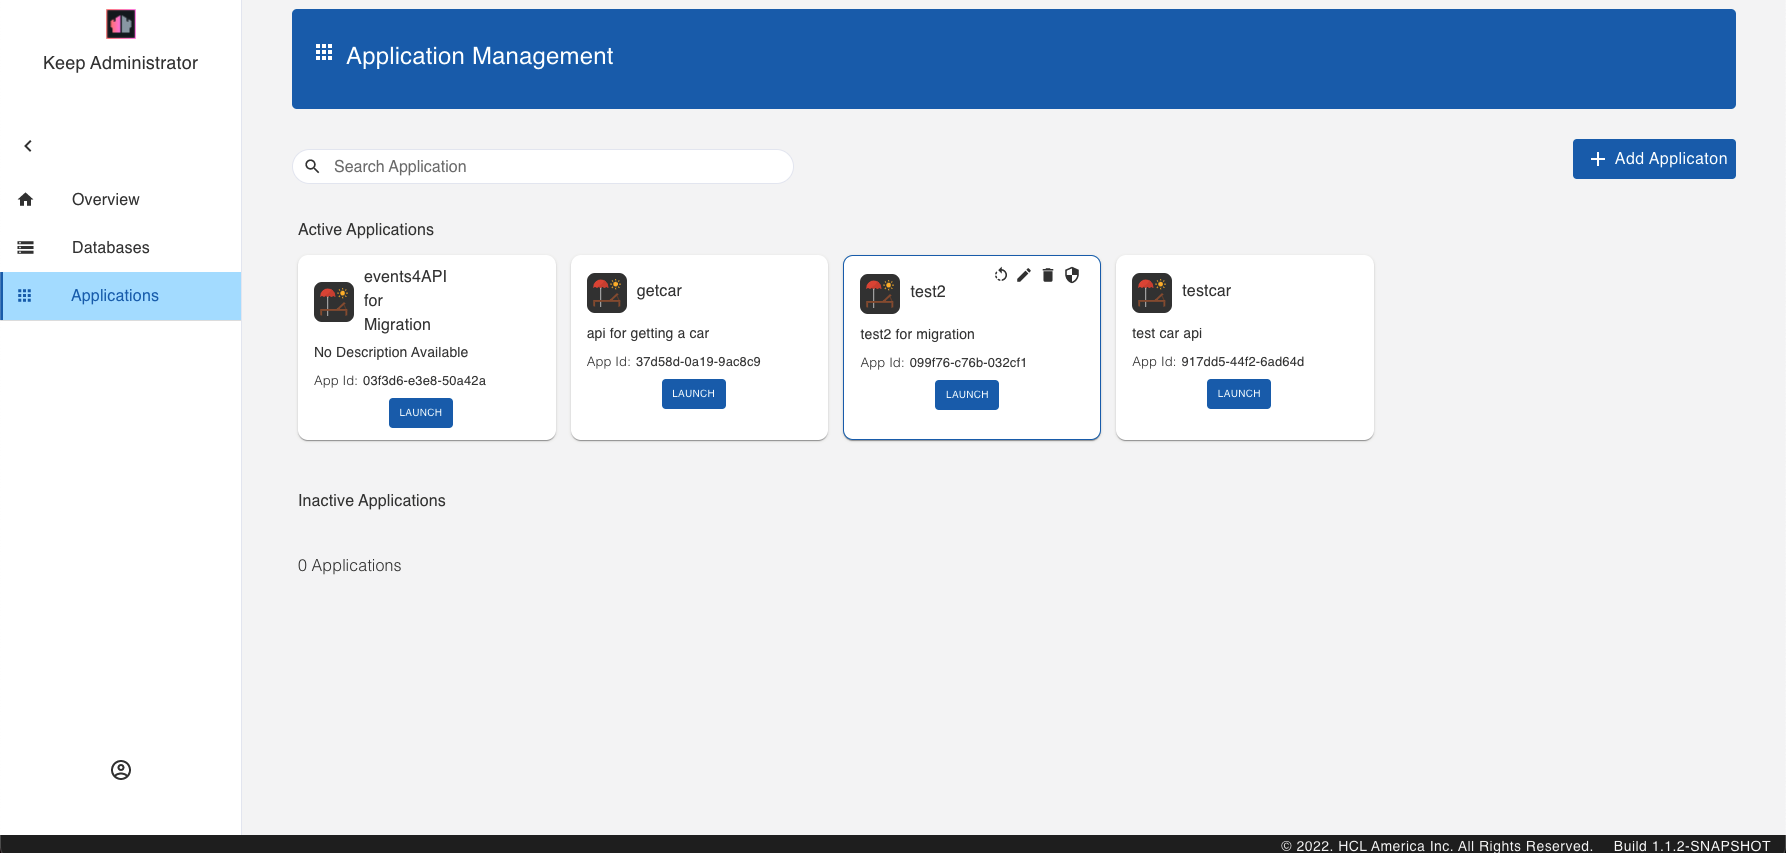 Keep Administrator
Overview
Databases
Applications
Application Management
Search Application
Add Applicaton
Active Applications
events4API
for
Migration
No Description Available
App Id: 03f3d6-e3e8-50a42a
LAUNCH
getcar
api for getting a car
App Id: 37d58d-0a19-9ac8c9
LAUNCH
test2
test2 for migration
App Id: 099f76-c76b-032cf1
LAUNCH
testcar
test car api
App Id: 917dd5-44f2-6ad64d
LAUNCH
Inactive Applications
0 Applications
© 2022. HCL America Inc. All Rights Reserved. Build 1.1.2-SNAPSHOT